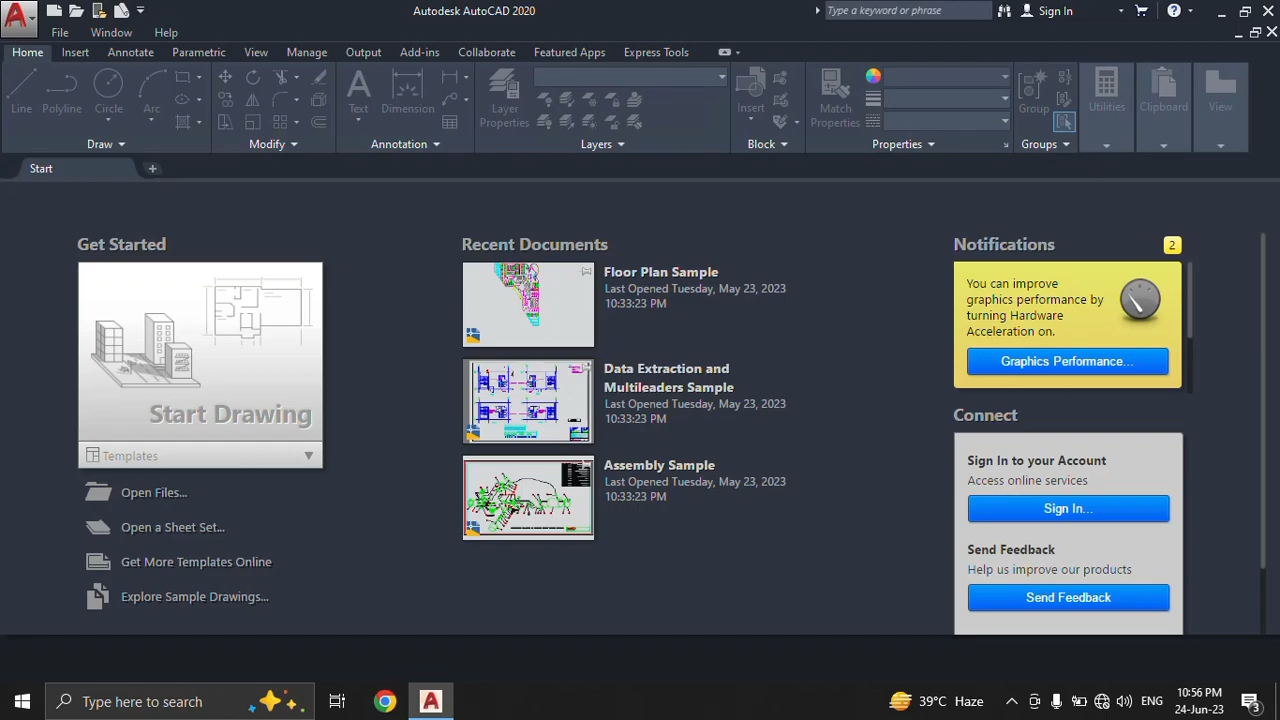 Autodesk AutoCAD 2020
Type a keyword or phrase
Sign In
File Window Help
Home Insert Annotate Parametric View Manage Output Add-ins Collaborate Featured Apps Express Tools
Line Polyline Circle Arc
Text Dimension
Layer Properties
Insert
Match Properties
Group
Utilities
Clipboard
View
Draw Modify Annotation Layers Block Properties Groups
Start
Get Started
Start Drawing
Templates
Open Files...
Open a Sheet Set...
Get More Templates Online
Explore Sample Drawings...
Recent Documents
Floor Plan Sample
Last Opened Tuesday, May 23, 2023
10:33:23 PM
Data Extraction and
Multileaders Sample
Last Opened Tuesday, May 23, 2023
10:33:23 PM
Assembly Sample
Last Opened Tuesday, May 23, 2023
10:33:23 PM
Notifications 2
You can improve
graphics performance by
turning Hardware
Acceleration on.
Graphics Performance...
Connect
Sign In to your Account
Access online services
Sign In...
Send Feedback
Help us improve our products
Send Feedback
Type here to search
39°C Haze
ENG
10:56 PM
24-Jun-23
3